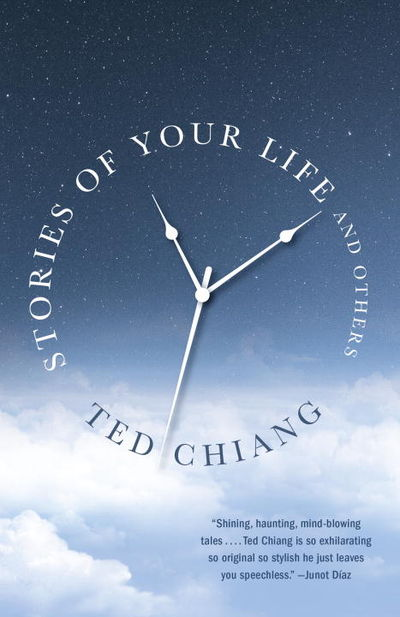 STORIES OF YOUR LIFE AND OTHERS
TED CHIANG
“Shining, haunting, mind-blowing
tales . . . . Ted Chiang is so exhilarating
so original so stylish he just leaves
you speechless.” —Junot Díaz